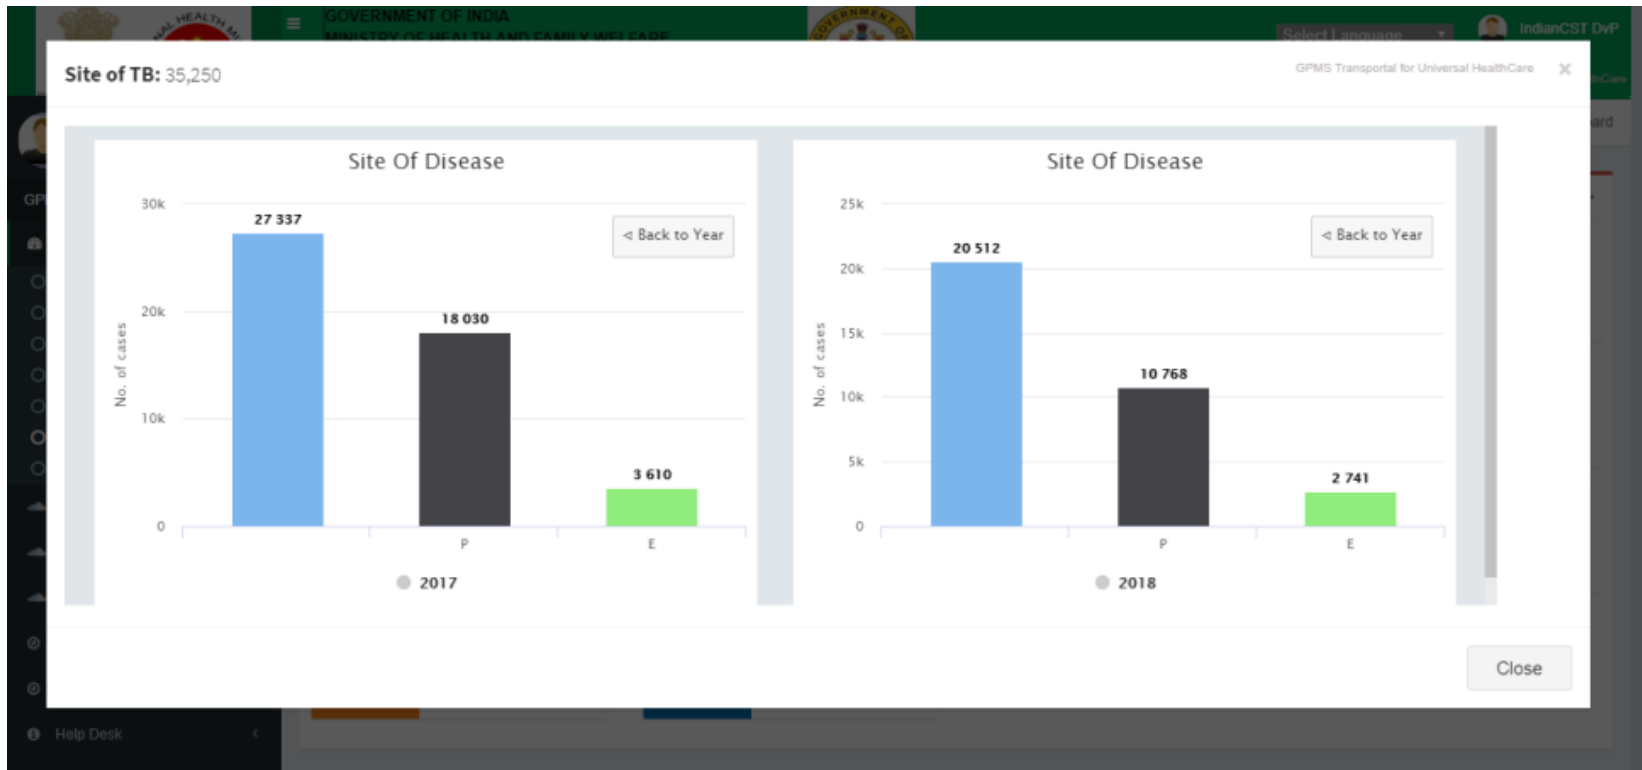 GOVERNMENT OF INDIA
MINISTRY OF HEALTH AND FAMILY WELFARE
Select Language
IndianCST DvP
Site of TB: 35,250
GPMS Transportal for Universal HealthCare
Site Of Disease
30k
20k
10k
0
No. of cases
27 337
18 030
3 610
◅ Back to Year
P
E
2017
Site Of Disease
25k
20k
15k
10k
5k
0
No. of cases
20 512
10 768
2 741
◅ Back to Year
P
E
2018
Close
Help Desk